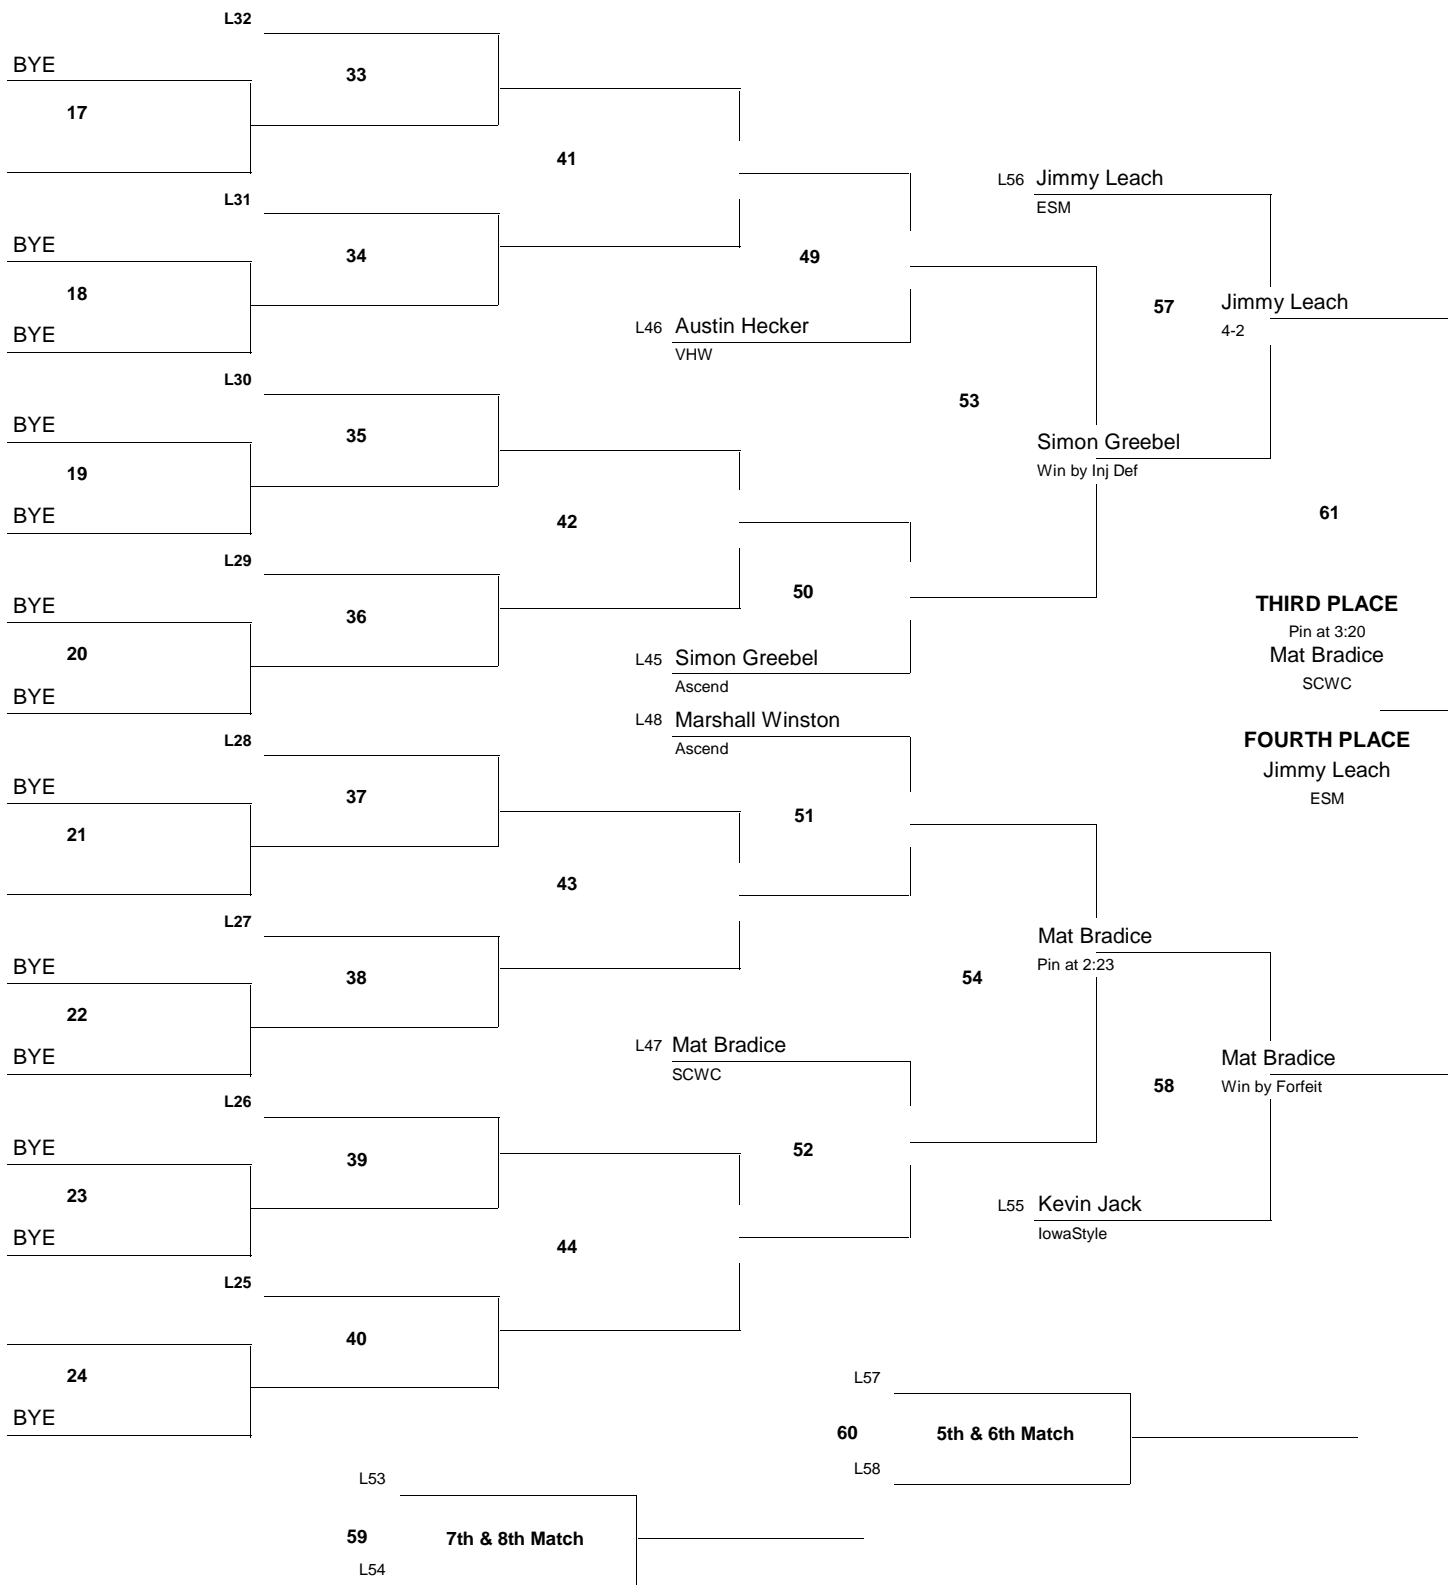 L32
BYE
33
17
41
L31
BYE
34
18
BYE
49
L46 Austin Hecker
VHW
L56 Jimmy Leach
ESM
57
Jimmy Leach
4-2
L30
BYE
35
19
BYE
42
53
Simon Greebel
Win by Inj Def
61
L29
BYE
36
20
BYE
50
L45 Simon Greebel
Ascend
THIRD PLACE
Pin at 3:20
Mat Bradice
SCWC
FOURTH PLACE
Jimmy Leach
ESM
L48 Marshall Winston
Ascend
L28
BYE
37
21
51
43
L27
BYE
38
22
BYE
54
Mat Bradice
Pin at 2:23
L47 Mat Bradice
SCWC
58
Mat Bradice
Win by Forfeit
L26
BYE
39
23
BYE
52
44
L55 Kevin Jack
IowaStyle
L25
40
24
BYE
L57
60
5th & 6th Match
L58
L53
59
7th & 8th Match
L54